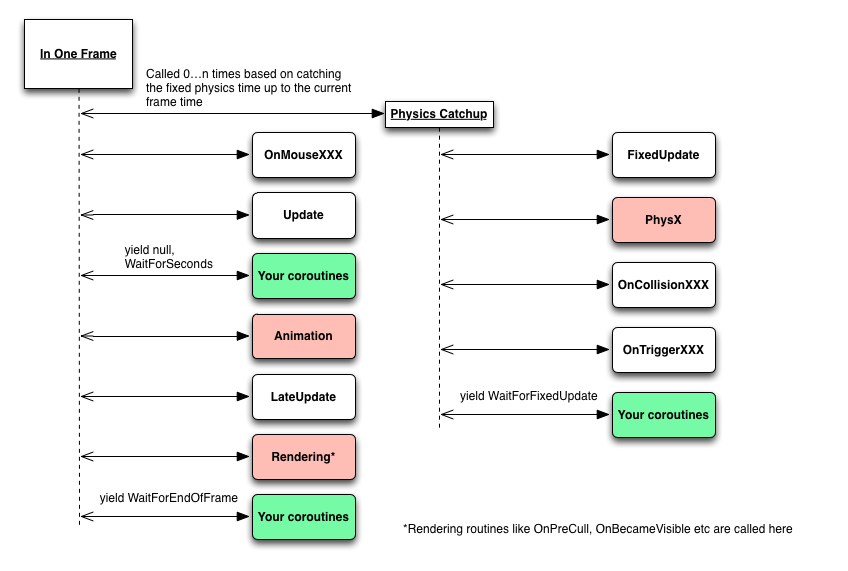 In One Frame
Called 0...n times based on catching
the fixed physics time up to the current
frame time
Physics Catchup
OnMouseXXX
FixedUpdate
Update
PhysX
yield null,
WaitForSeconds
Your coroutines
OnCollisionXXX
Animation
OnTriggerXXX
LateUpdate
yield WaitForFixedUpdate
Your coroutines
Rendering*
yield WaitForEndOfFrame
Your coroutines
*Rendering routines like OnPreCull, OnBecameVisible etc are called here